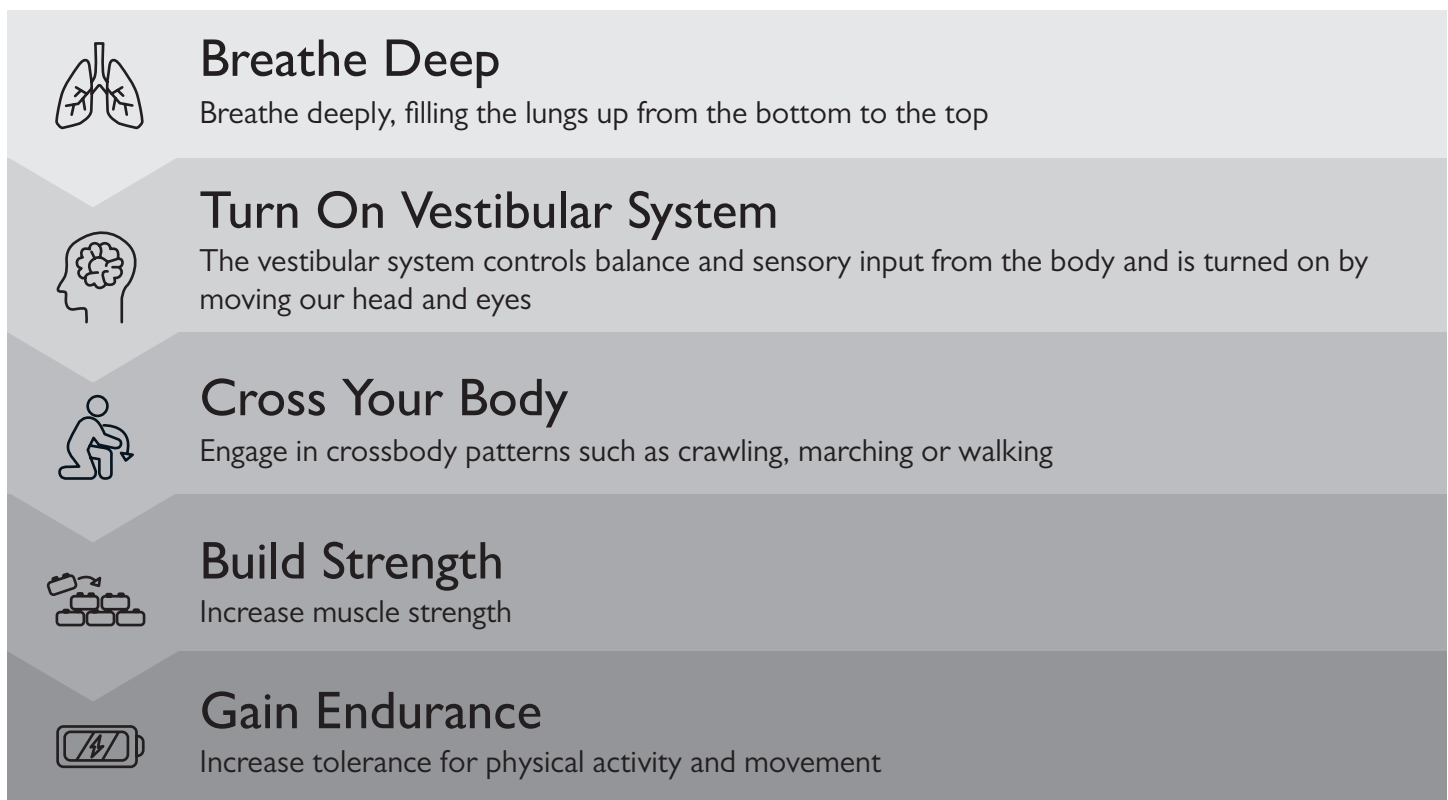 Breathe Deep
Breathe deeply, filling the lungs up from the bottom to the top
Turn On Vestibular System
The vestibular system controls balance and sensory input from the body and is turned on by
moving our head and eyes
Cross Your Body
Engage in crossbody patterns such as crawling, marching or walking
Build Strength
Increase muscle strength
Gain Endurance
Increase tolerance for physical activity and movement